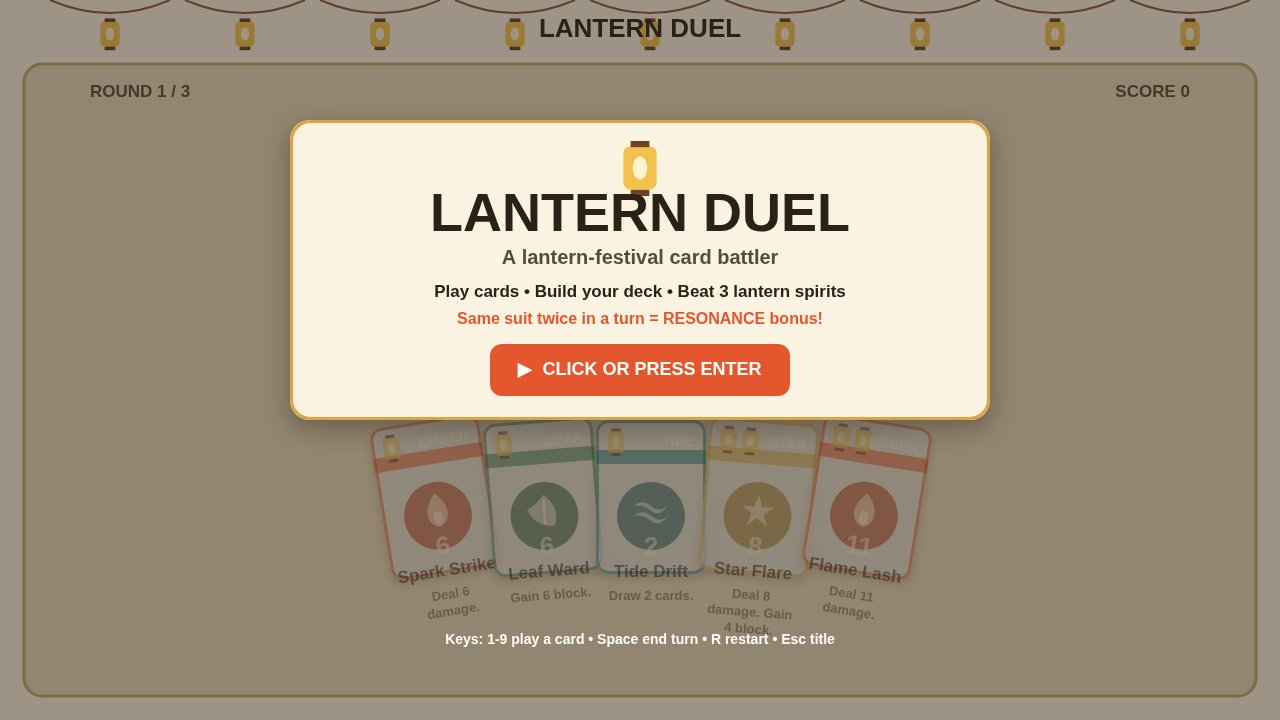 LANTERN DUEL
ROUND 1 / 3
SCORE 0
LANTERN DUEL
A lantern-festival card battler
Play cards • Build your deck • Beat 3 lantern spirits
Same suit twice in a turn = RESONANCE bonus!
▶ CLICK OR PRESS ENTER
EMBER
6
Spark Strike
Deal 6
damage.
LEAF
6
Leaf Ward
Gain 6 block.
TIDE
2
Tide Drift
Draw 2 cards.
STAR
8
Star Flare
Deal 8
damage. Gain
4 block.
EMBER
11
Flame Lash
Deal 11
damage.
Keys: 1-9 play a card • Space end turn • R restart • Esc title